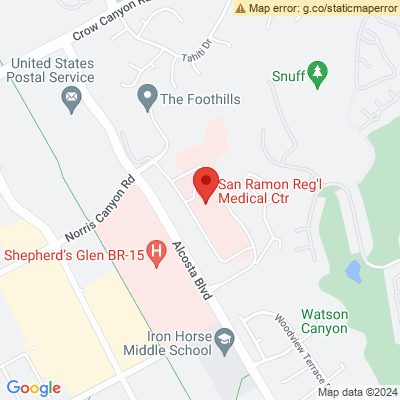 Map error: g.co/staticmaperror
Crow Canyon Rd
Tahiti Dr
United States
Postal Service
Snuff
The Foothills
San Ramon Reg'l
Medical Ctr
Norris Canyon Rd
Shepherd's Glen BR-15
Alcosta Blvd
Iron Horse
Middle School
Watson
Canyon
Woodview Terrace
Google
Map data ©2024